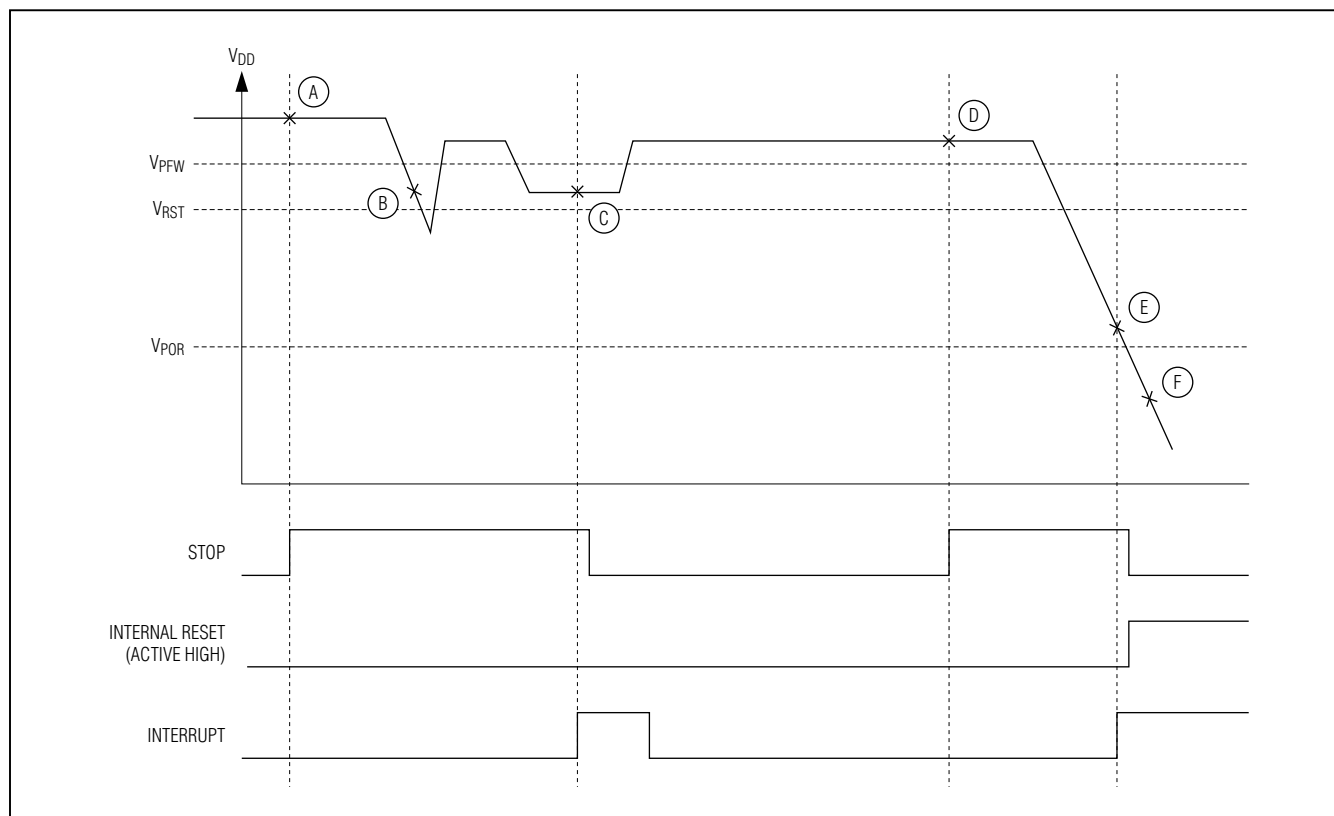 VDD
A
VPFW
D
B
VRST
C
E
VPOR
F
STOP
INTERNAL RESET
(ACTIVE HIGH)
INTERRUPT